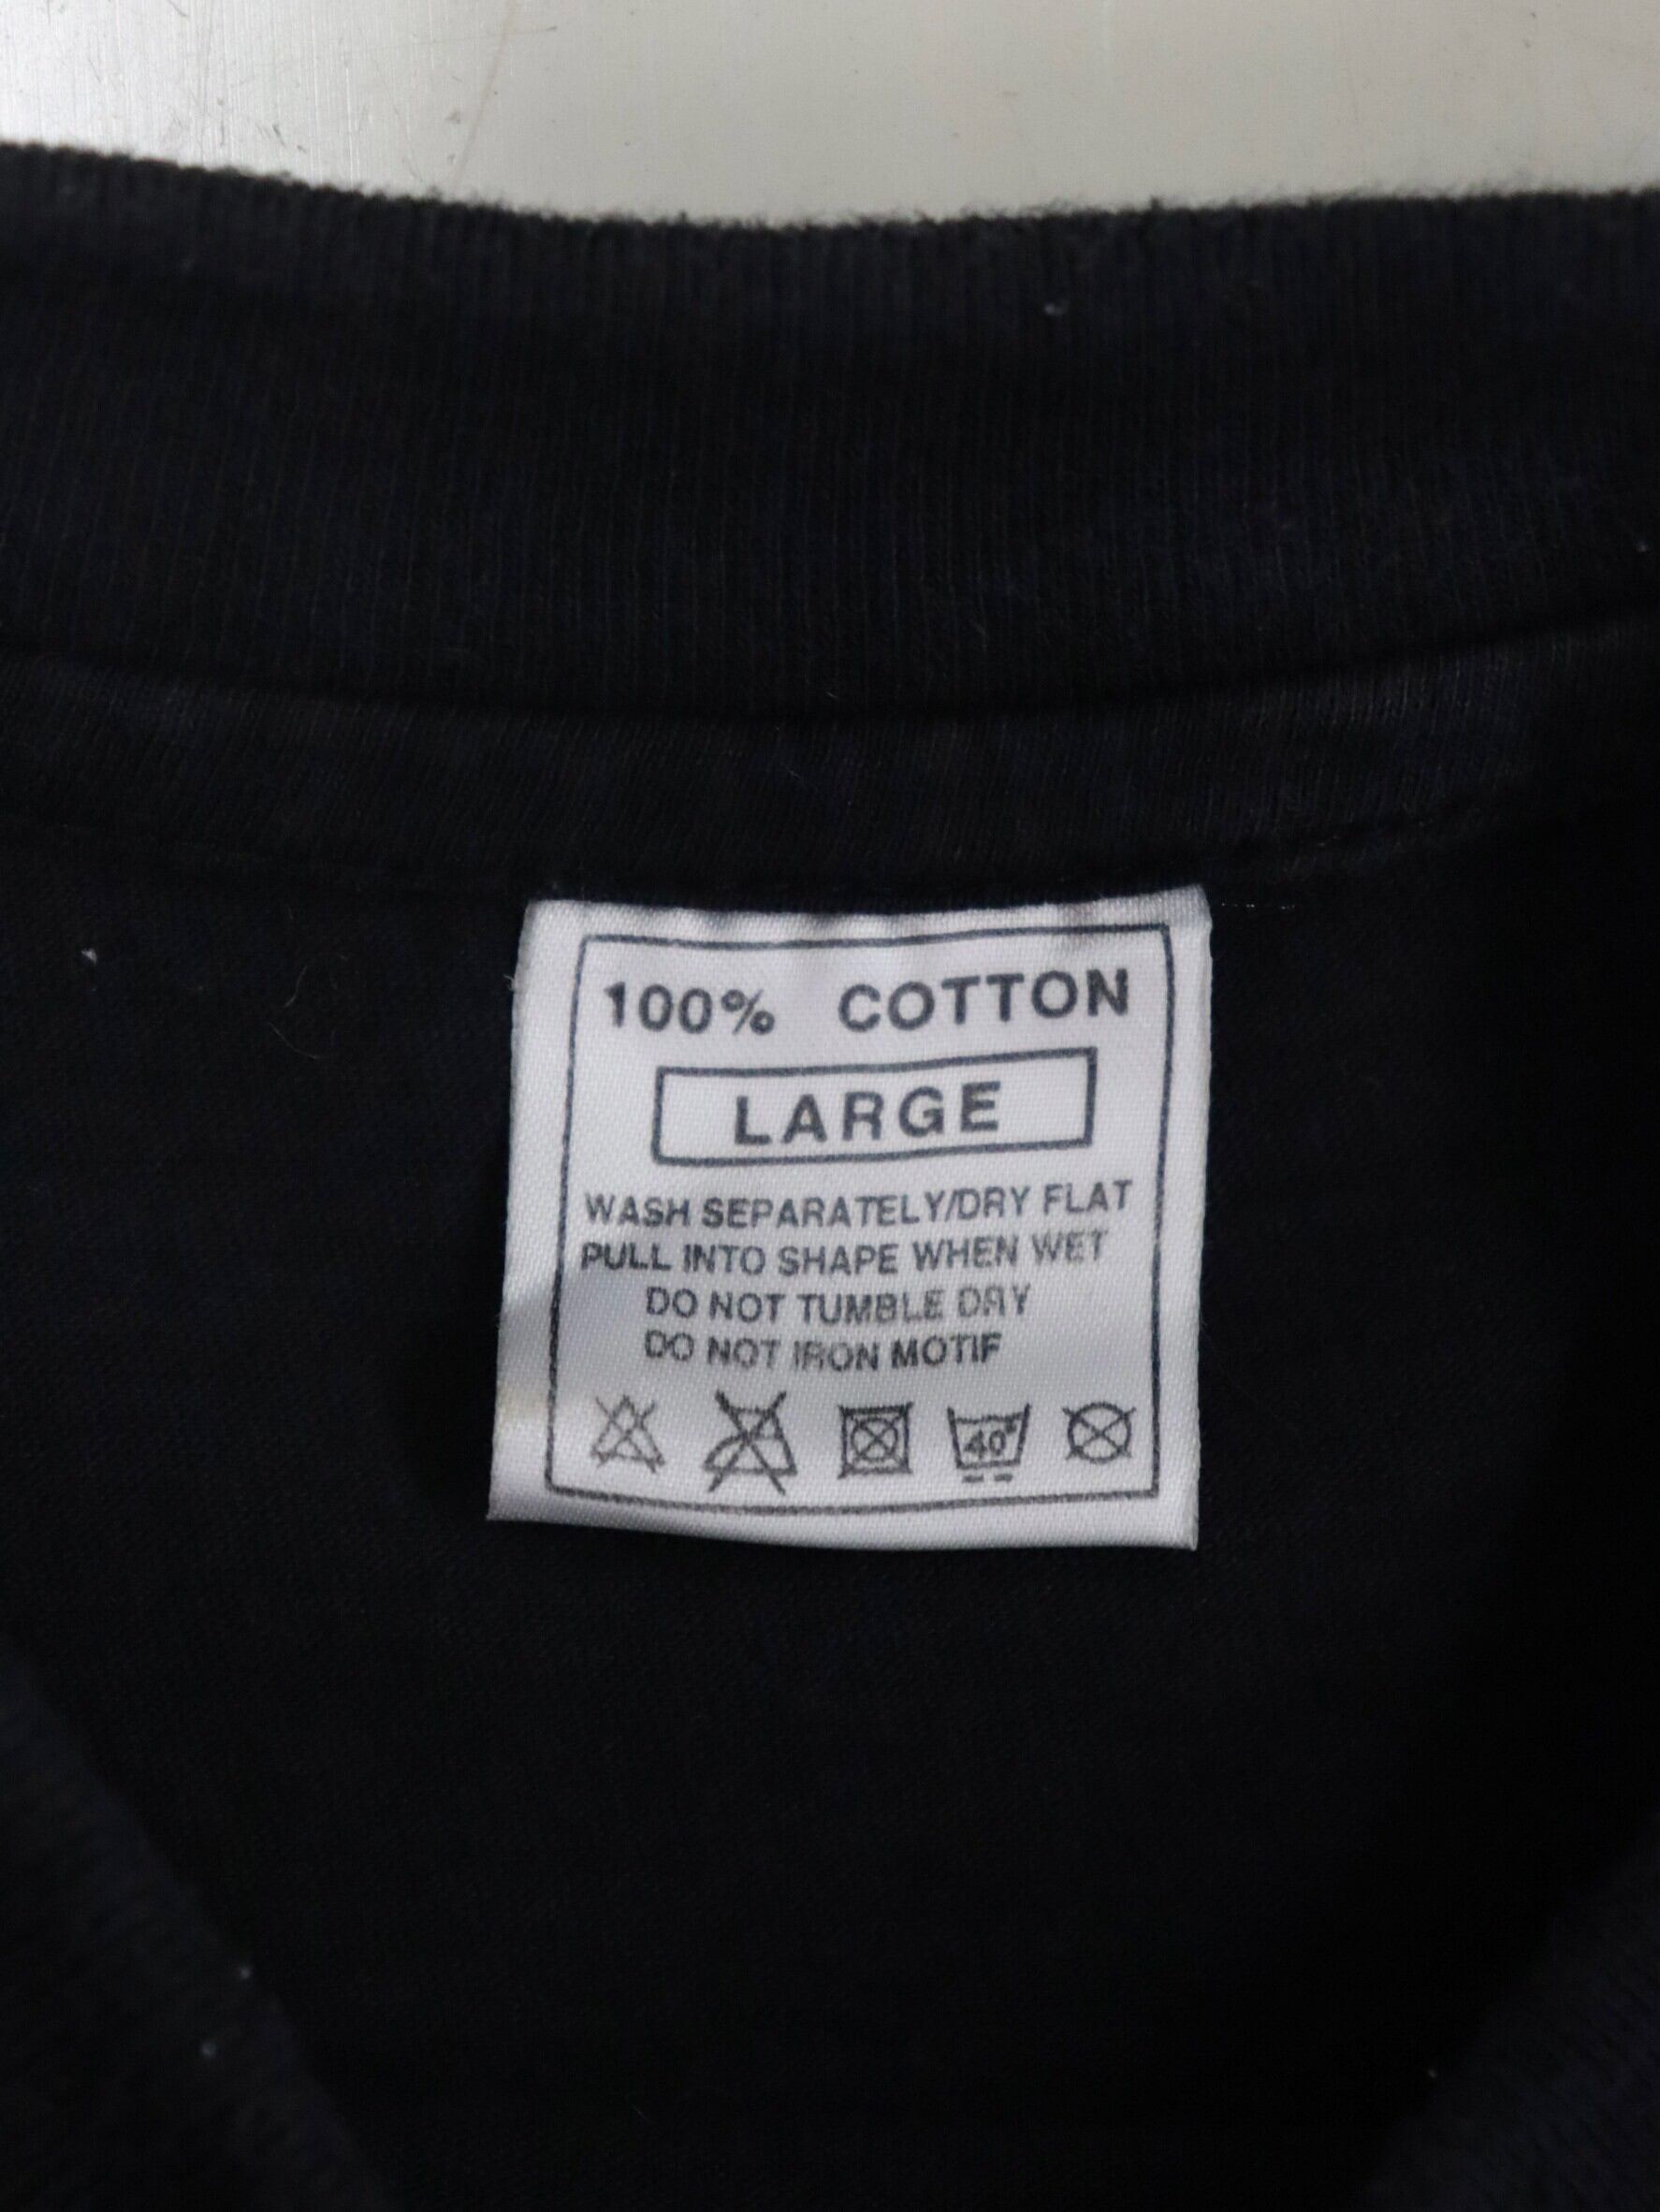 100% COTTON
LARGE
WASH SEPARATELY/DRY FLAT
PULL INTO SHAPE WHEN WET
DO NOT TUMBLE DRY
DO NOT IRON MOTIF
40°